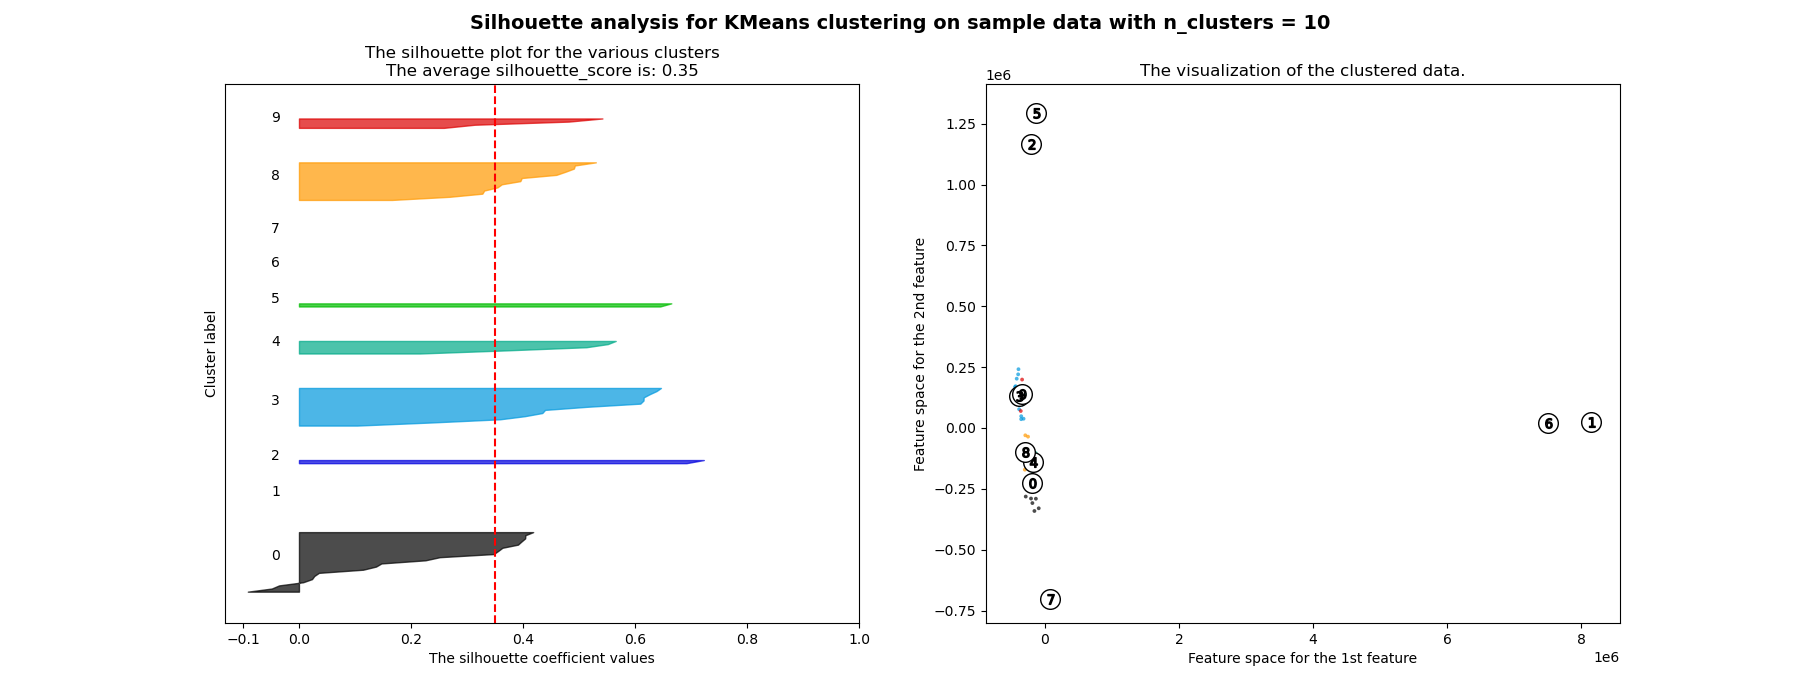 Silhouette analysis for KMeans clustering on sample data with n_clusters = 10
The silhouette plot for the various clusters
The average silhouette_score is: 0.35
Cluster label
9
8
7
6
5
4
3
2
1
0
−0.1 0.0 0.2 0.4 0.6 0.8 1.0
The silhouette coefficient values
The visualization of the clustered data.
1e6
Feature space for the 2nd feature
1.25
1.00
0.75
0.50
0.25
0.00
−0.25
−0.50
−0.75
5
2
3 9
6 1
8
4
0
7
0 2 4 6 8
1e6
Feature space for the 1st feature